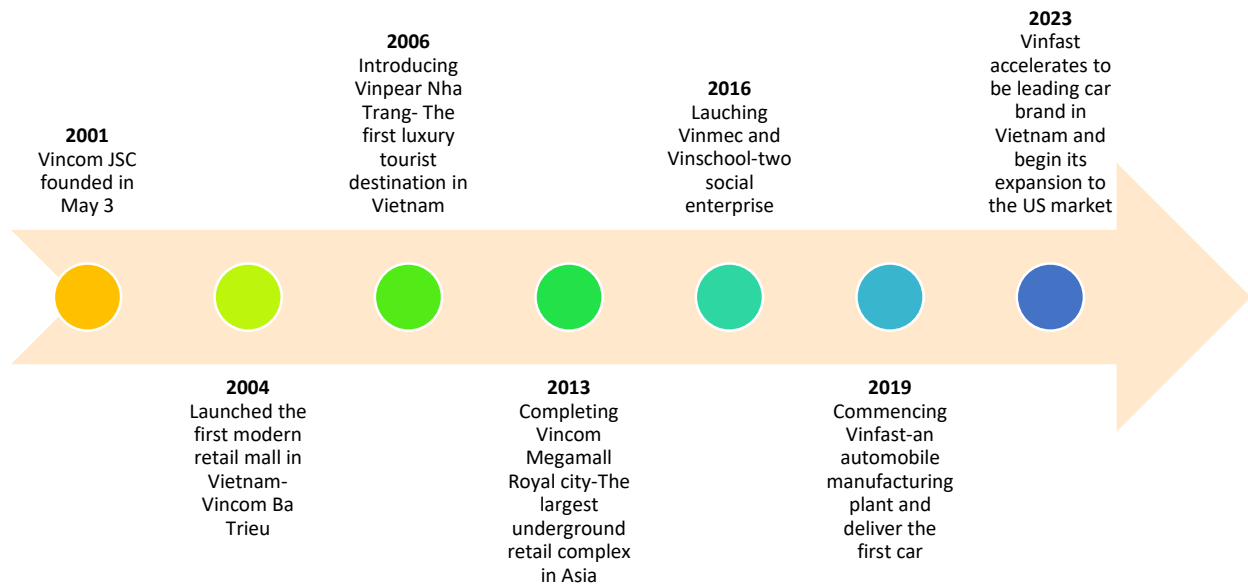 2001
Vincom JSC
founded in
May 3
2004
Launched the
first modern
retail mall in
Vietnam-
Vincom Ba
Trieu
2006
Introducing
Vinpear Nha
Trang- The
first luxury
tourist
destination in
Vietnam
2013
Completing
Vincom
Megamall
Royal city-The
largest
underground
retail complex
in Asia
2016
Lauching
Vinmec and
Vinschool-two
social
enterprise
2019
Commencing
Vinfast-an
automobile
manufacturing
plant and
deliver the
first car
2023
Vinfast
accelerates to
be leading car
brand in
Vietnam and
begin its
expansion to
the US market